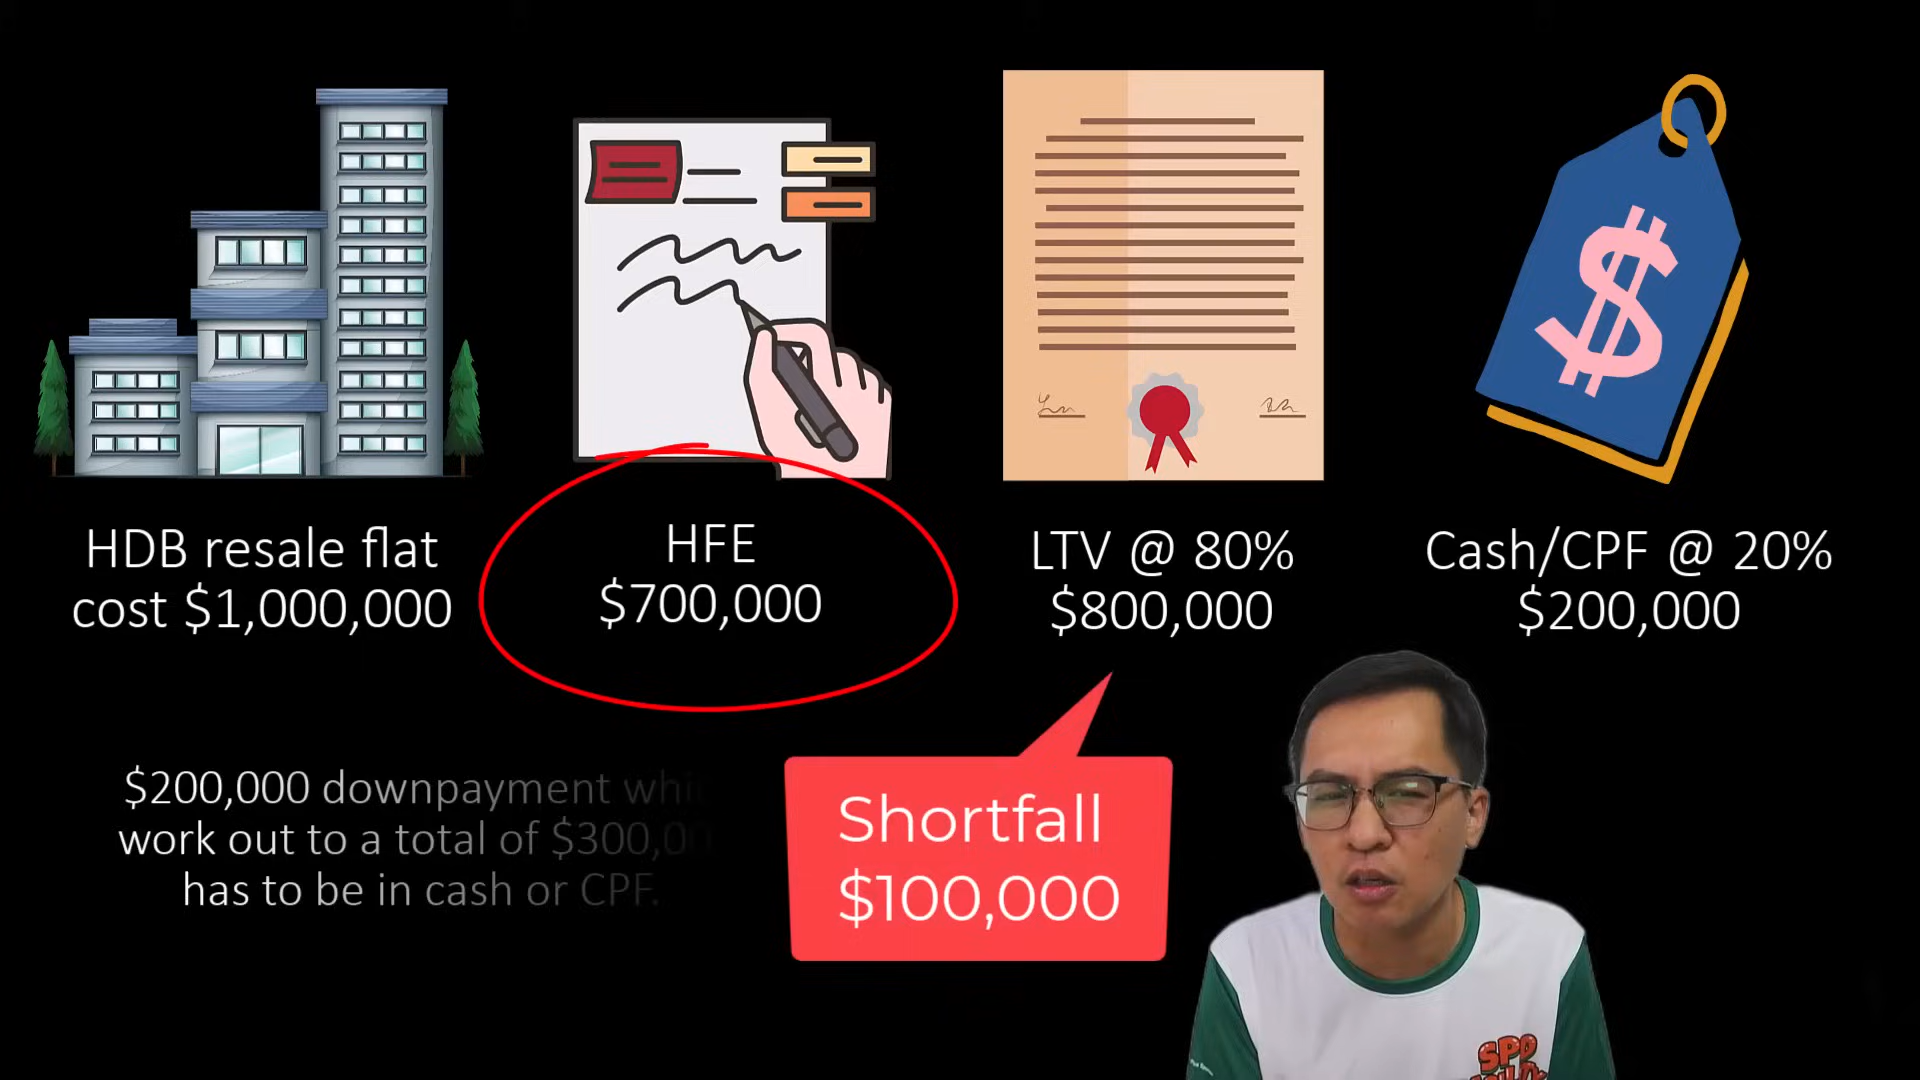 HDB resale flat
cost $1,000,000
HFE
$700,000
LTV @ 80%
$800,000
Cash/CPF @ 20%
$200,000
$200,000 downpayment
work out to a total of
has to be in cash or CPF.
Shortfall
$100,000
SPO